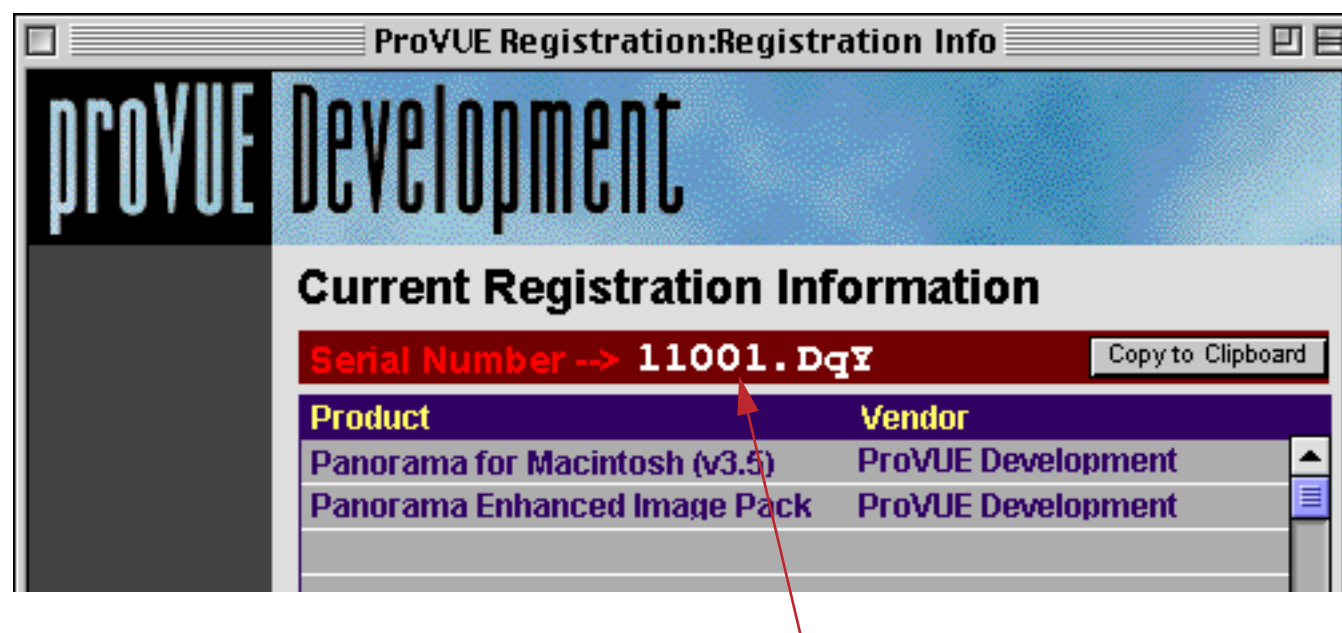 ProVUE Registration:Registration Info
proVUE Development
Current Registration Information
Serial Number --> 11001.DqY Copy to Clipboard
Product Vendor
Panorama for Macintosh (v3.5) ProVUE Development
Panorama Enhanced Image Pack ProVUE Development